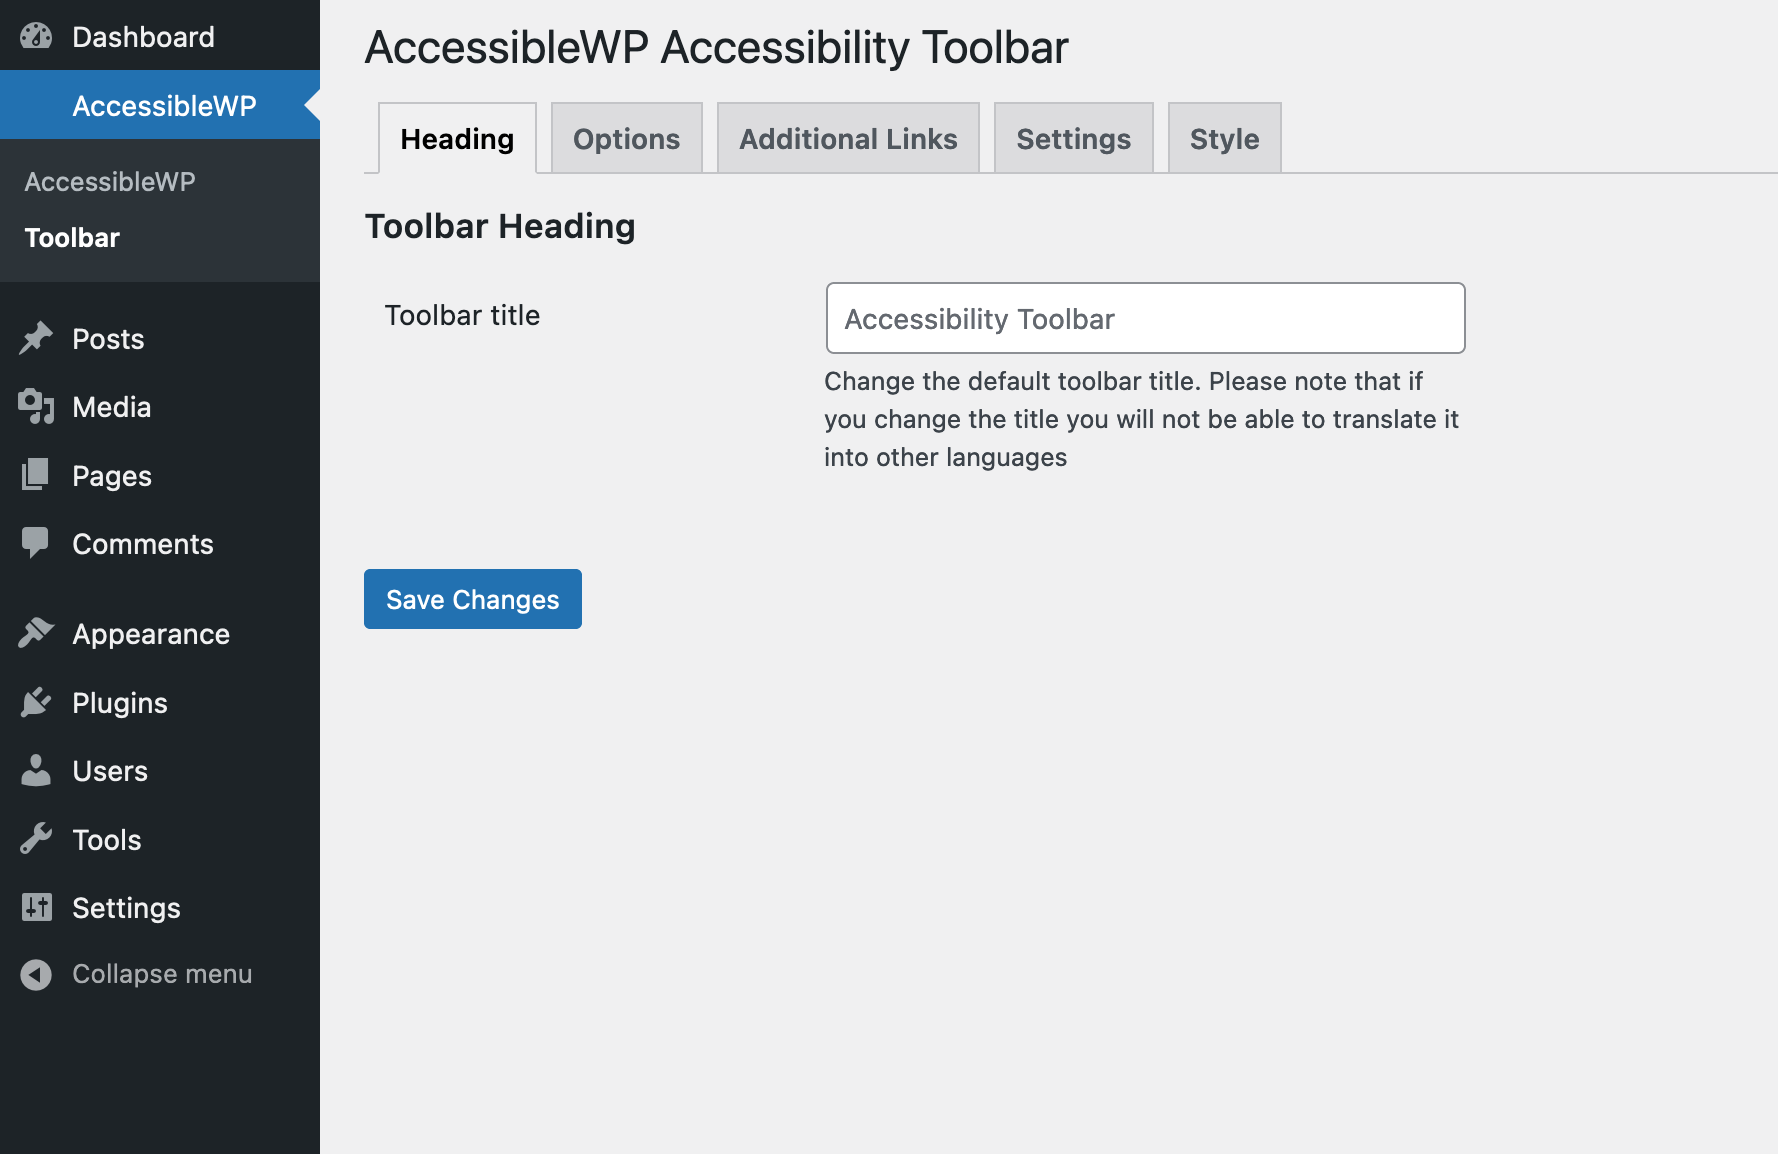 Dashboard
AccessibleWP
AccessibleWP
Toolbar
Posts
Media
Pages
Comments
Appearance
Plugins
Users
Tools
Settings
Collapse menu
AccessibleWP Accessibility Toolbar
Heading
Options
Additional Links
Settings
Style
Toolbar Heading
Toolbar title
Accessibility Toolbar
Change the default toolbar title. Please note that if
you change the title you will not be able to translate it
into other languages
Save Changes